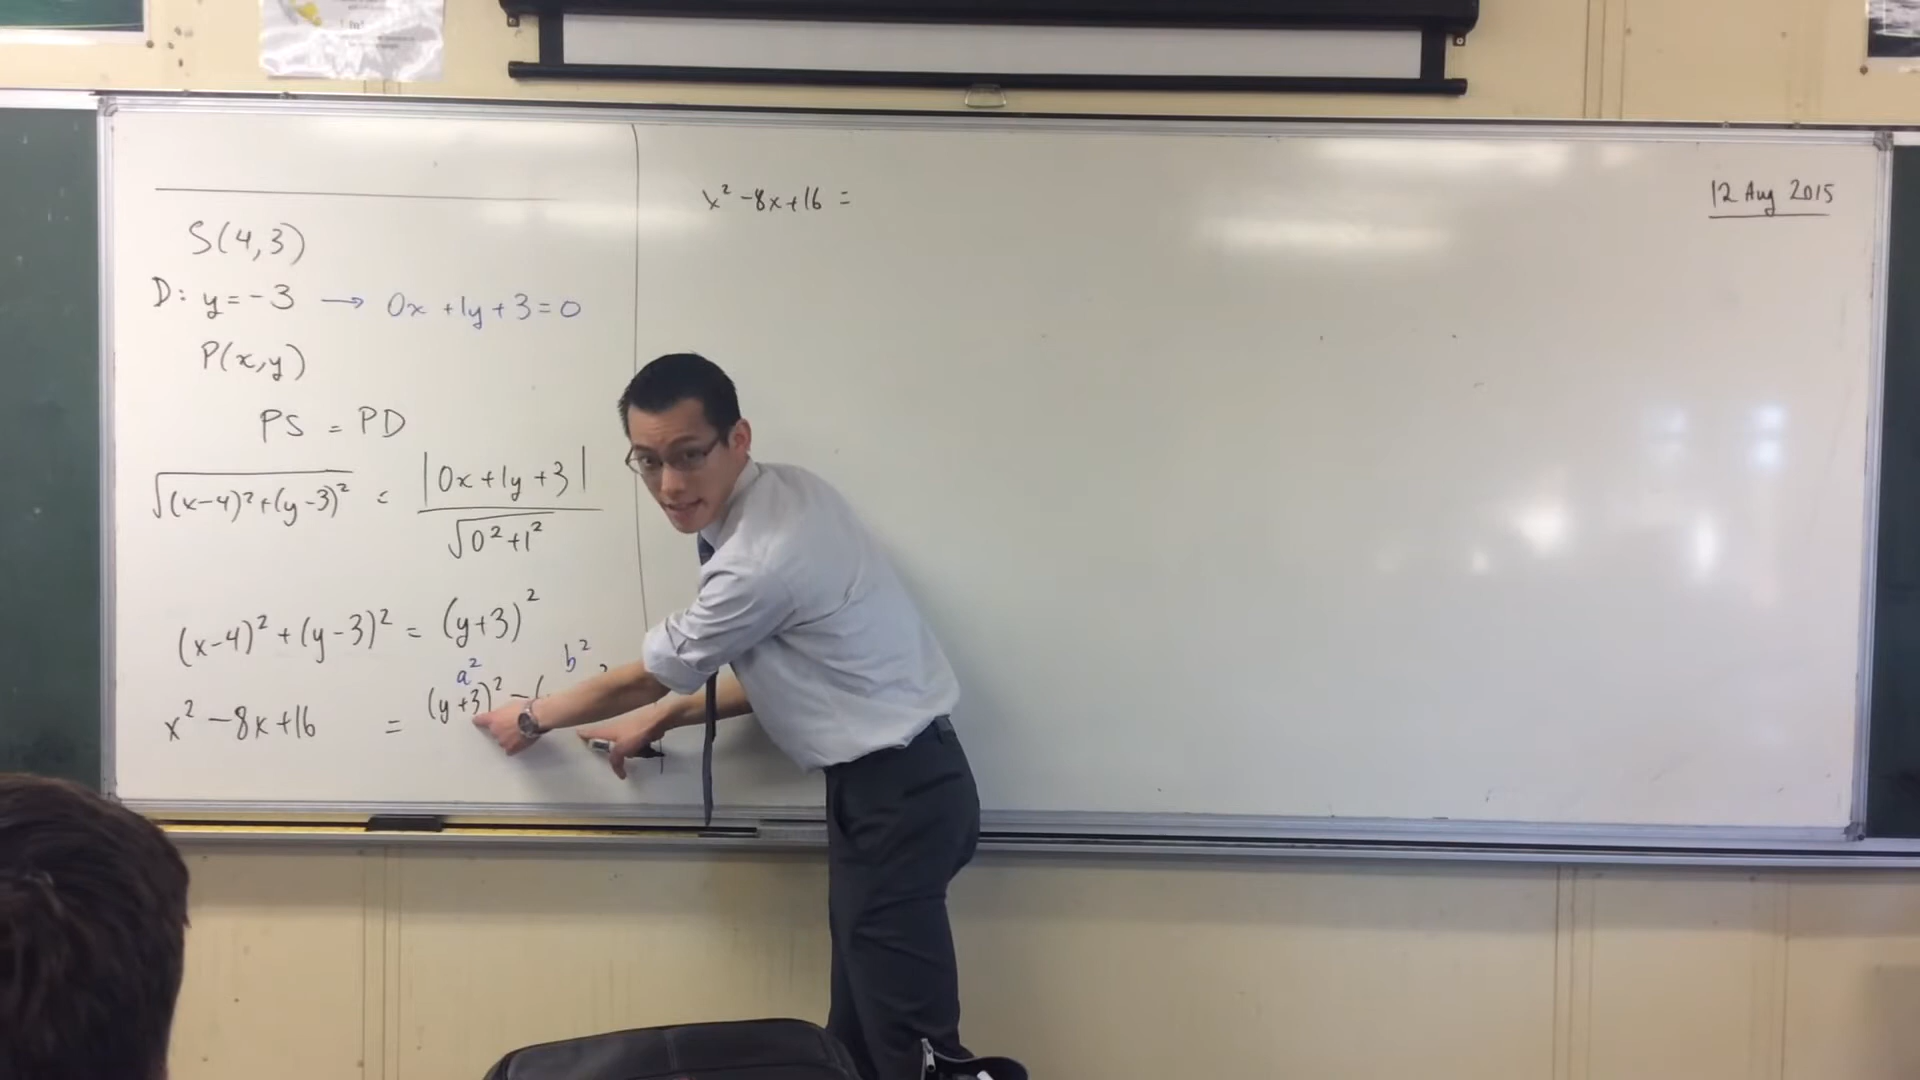 S(4,3)
D: y = -3 → 0x + 1y + 3 = 0
P(x,y)
PS = PD
√(x-4)² + (y-3)² = |0x + 1y + 3| / √0² + 1²
(x-4)² + (y-3)² = (y+3)²
a² b²
x² - 8x + 16 = (y+3)² - (
x² - 8x + 16 =
12 Aug 2015